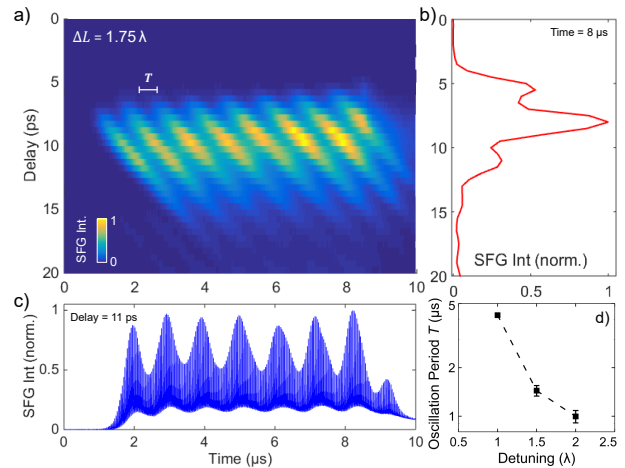 a)
ΔL = 1.75 λ
T
0
5
10
15
20
Delay (ps)
SFG Int.
1
0
0 2 4 6 8 10
b)
Time = 8 µs
0
5
10
15
20
SFG Int (norm.)
0 0.5 1
c)
Delay = 11 ps
1
0.5
0
SFG Int (norm.)
0 2 4 6 8 10
Time (µs)
d)
5
2
1
Oscillation Period T (µs)
0.5 1.0 1.5 2.0 2.5
Detuning (λ)